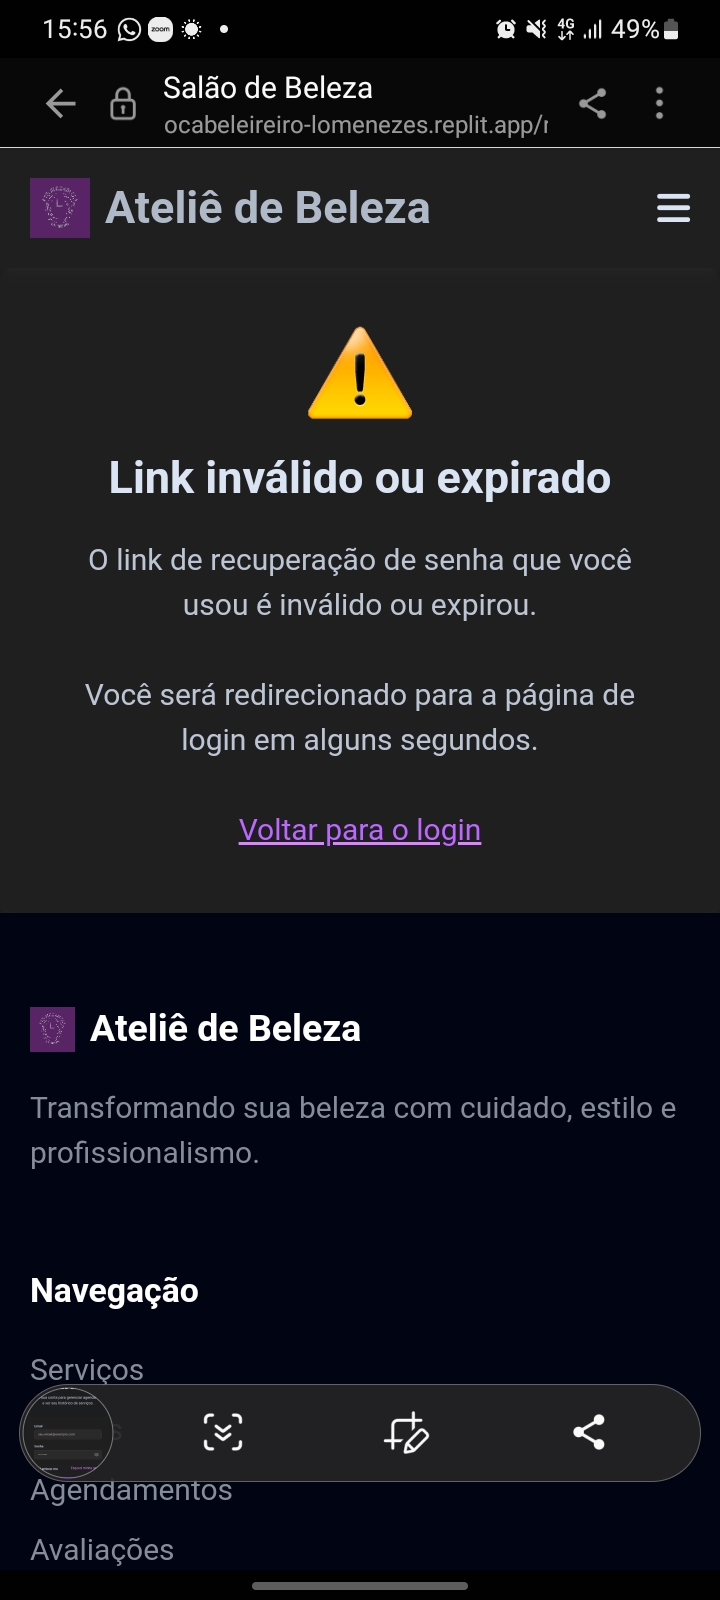 15:56
zoom
4G
49%
Salão de Beleza
ocabeleireiro-lomenezes.replit.app/r
Ateliê de Beleza
Link inválido ou expirado
O link de recuperação de senha que você
usou é inválido ou expirou.
Você será redirecionado para a página de
login em alguns segundos.
Voltar para o login
Ateliê de Beleza
Transformando sua beleza com cuidado, estilo e
profissionalismo.
Navegação
Serviços
Agendamentos
Avaliações